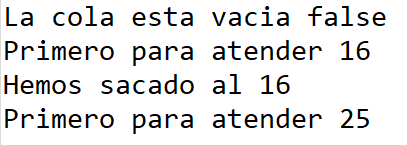 La cola esta vacia false
Primero para atender 16
Hemos sacado al 16
Primero para atender 25